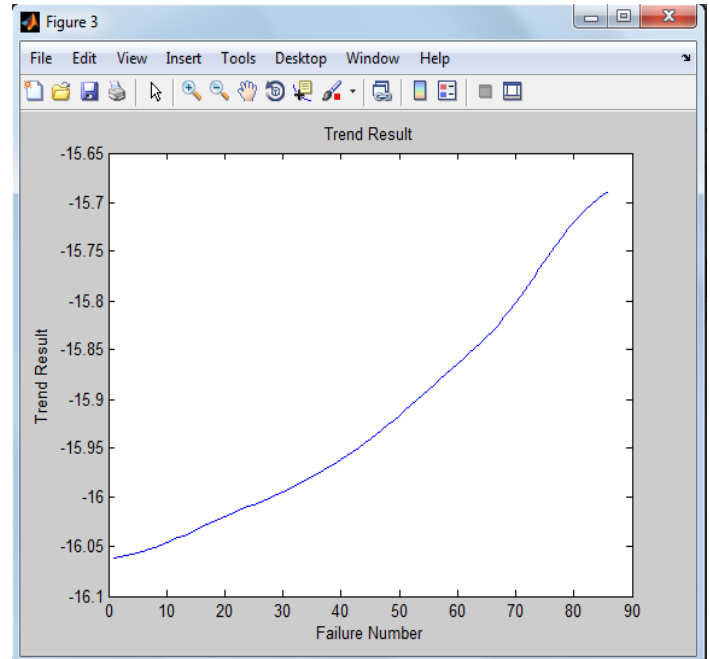 Figure 3
File Edit View Insert Tools Desktop Window Help
Trend Result
-15.65
-15.7
-15.75
-15.8
-15.85
-15.9
-15.95
-16
-16.05
-16.1
Trend Result
0 10 20 30 40 50 60 70 80 90
Failure Number